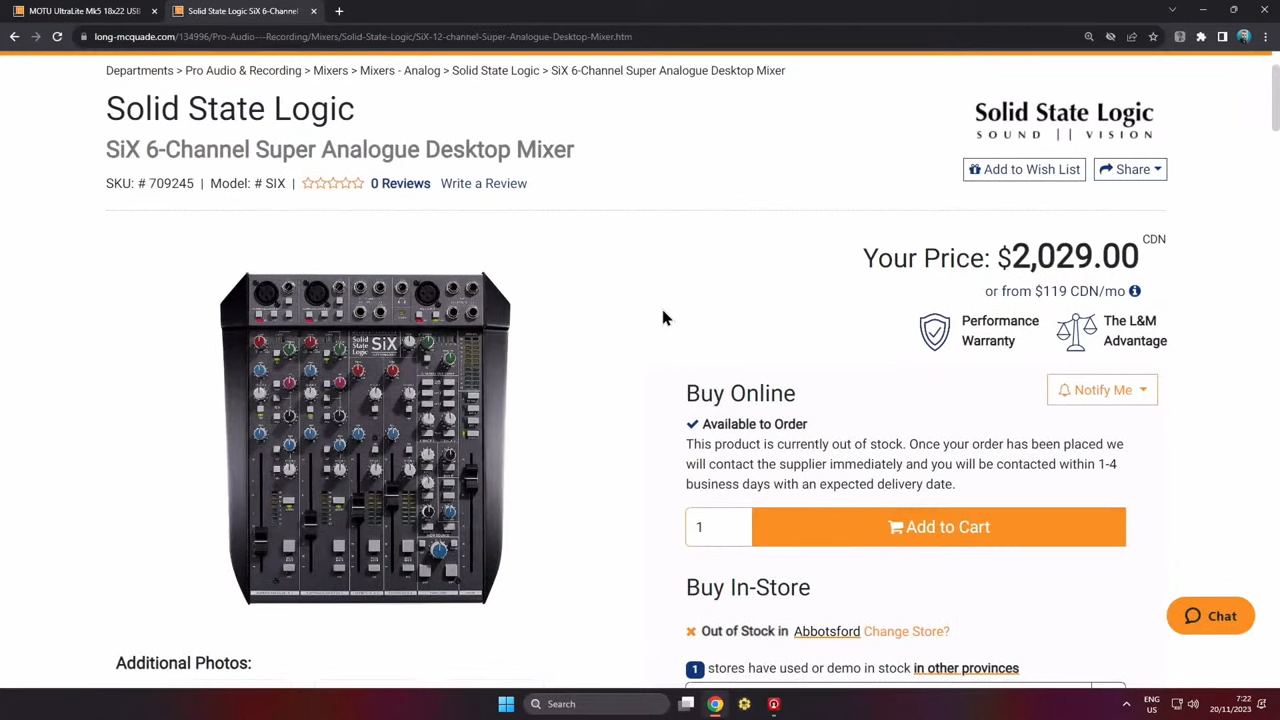 MOTU UltraLite Mk5 18x22 USB
Solid State Logic SiX 6-Channel
long-mcquade.com/134996/Pro-Audio---Recording/Mixers/Solid-State-Logic/SiX-12-channel-Super-Analogue-Desktop-Mixer.htm
Departments > Pro Audio & Recording > Mixers > Mixers - Analog > Solid State Logic > SiX 6-Channel Super Analogue Desktop Mixer
Solid State Logic
Solid State Logic
SOUND || VISION
SiX 6-Channel Super Analogue Desktop Mixer
Add to Wish List
Share
SKU: # 709245 | Model: # SIX | 0 Reviews Write a Review
Your Price: $2,029.00 CDN
or from $119 CDN/mo
Performance Warranty
The L&M Advantage
Solid State Logic SiX
Buy Online
Notify Me
Available to Order
This product is currently out of stock. Once your order has been placed we
will contact the supplier immediately and you will be contacted within 1-4
business days with an expected delivery date.
1
Add to Cart
Buy In-Store
Out of Stock in Abbotsford Change Store?
Chat
Additional Photos:
1 stores have used or demo in stock in other provinces
Search
ENG
US
7:22
20/11/2023